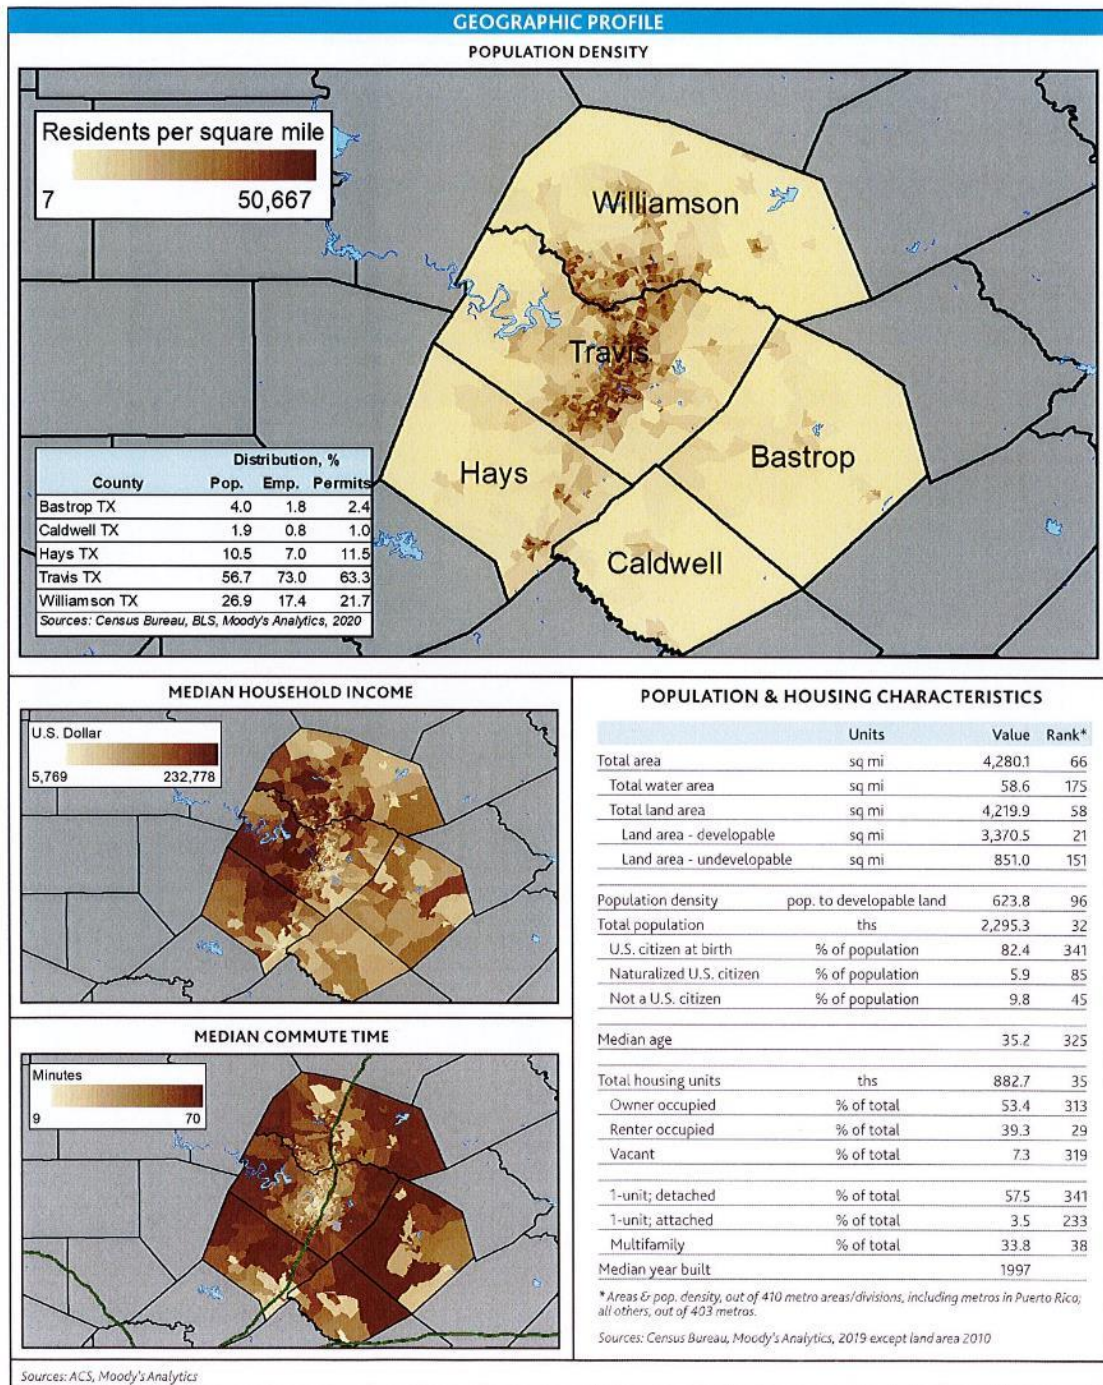 GEOGRAPHIC PROFILE
POPULATION DENSITY
Residents per square mile
7 50,667
Williamson
Travis
Hays
Bastrop
Caldwell
Distribution, %
County Pop. Emp. Permits
Bastrop TX 4.0 1.8 2.4
Caldwell TX 1.9 0.8 1.0
Hays TX 10.5 7.0 11.5
Travis TX 56.7 73.0 63.3
Williamson TX 26.9 17.4 21.7
Sources: Census Bureau, BLS, Moody's Analytics, 2020
MEDIAN HOUSEHOLD INCOME
U.S. Dollar
5,769 232,778
MEDIAN COMMUTE TIME
Minutes
9 70
POPULATION & HOUSING CHARACTERISTICS
Units Value Rank*
Total area sq mi 4,280.1 66
Total water area sq mi 58.6 175
Total land area sq mi 4,219.9 58
Land area - developable sq mi 3,370.5 21
Land area - undevelopable sq mi 851.0 151
Population density pop. to developable land 623.8 96
Total population ths 2,295.3 32
U.S. citizen at birth % of population 82.4 341
Naturalized U.S. citizen % of population 5.9 85
Not a U.S. citizen % of population 9.8 45
Median age 35.2 325
Total housing units ths 882.7 35
Owner occupied % of total 53.4 313
Renter occupied % of total 39.3 29
Vacant % of total 7.3 319
1-unit; detached % of total 57.5 341
1-unit; attached % of total 3.5 233
Multifamily % of total 33.8 38
Median year built 1997
* Areas & pop. density, out of 410 metro areas/divisions, including metros in Puerto Rico;
all others, out of 403 metros.
Sources: Census Bureau, Moody's Analytics, 2019 except land area 2010
Sources: ACS, Moody's Analytics